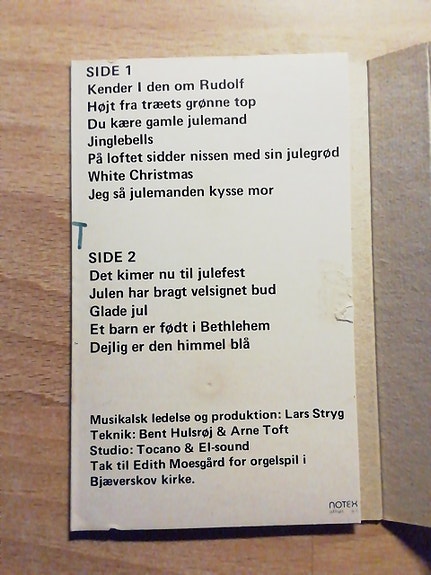 SIDE 1
Kender I den om Rudolf
Højt fra træets grønne top
Du kære gamle julemand
Jinglebells
På loftet sidder nissen med sin julegrød
White Christmas
Jeg så julemanden kysse mor
T
SIDE 2
Det kimer nu til julefest
Julen har bragt velsignet bud
Glade jul
Et barn er født i Bethlehem
Dejlig er den himmel blå
Musikalsk ledelse og produktion: Lars Stryg
Teknik: Bent Hulsrøj & Arne Toft
Studio: Tocano & El-sound
Tak til Edith Moesgård for orgelspil i
Bjæverskov kirke.
NOTEX